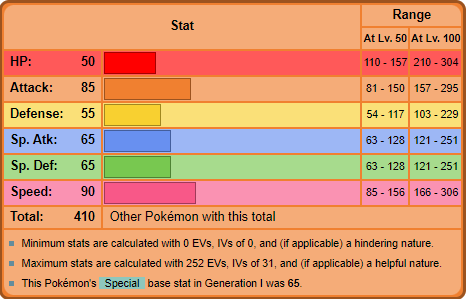 Stat Range
At Lv. 50 At Lv. 100
HP: 50 110 - 157 210 - 304
Attack: 85 81 - 150 157 - 295
Defense: 55 54 - 117 103 - 229
Sp. Atk: 65 63 - 128 121 - 251
Sp. Def: 65 63 - 128 121 - 251
Speed: 90 85 - 156 166 - 306
Total: 410 Other Pokémon with this total
Minimum stats are calculated with 0 EVs, IVs of 0, and (if applicable) a hindering nature.
Maximum stats are calculated with 252 EVs, IVs of 31, and (if applicable) a helpful nature.
This Pokémon's Special base stat in Generation I was 65.